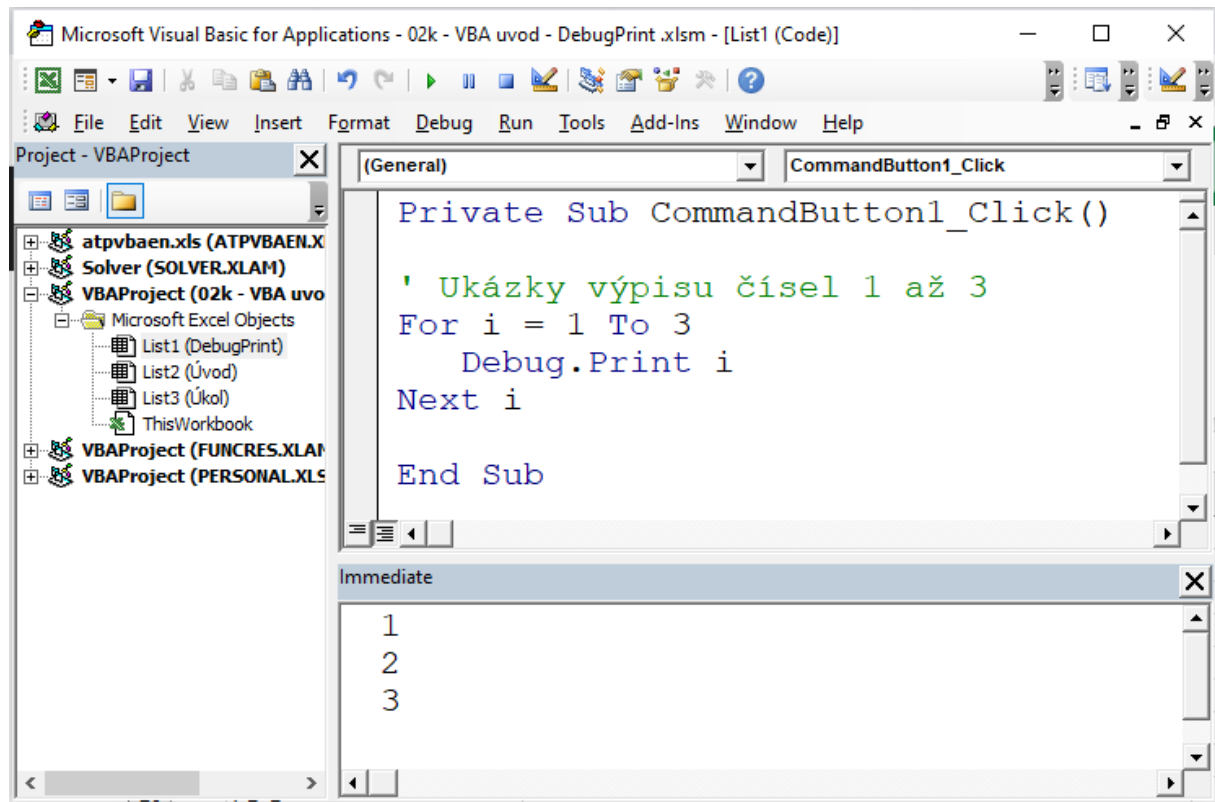 Microsoft Visual Basic for Applications - 02k - VBA uvod - DebugPrint .xlsm - [List1 (Code)]
File Edit View Insert Format Debug Run Tools Add-Ins Window Help
Project - VBAProject
atpvbaen.xls (ATPVBAEN.X
Solver (SOLVER.XLAM)
VBAProject (02k - VBA uvo
Microsoft Excel Objects
List1 (DebugPrint)
List2 (Úvod)
List3 (Úkol)
ThisWorkbook
VBAProject (FUNCRES.XLA
VBAProject (PERSONAL.XLS
(General) CommandButton1_Click
Private Sub CommandButton1_Click()
' Ukázky výpisu čísel 1 až 3
For i = 1 To 3
Debug.Print i
Next i
End Sub
Immediate
1
2
3